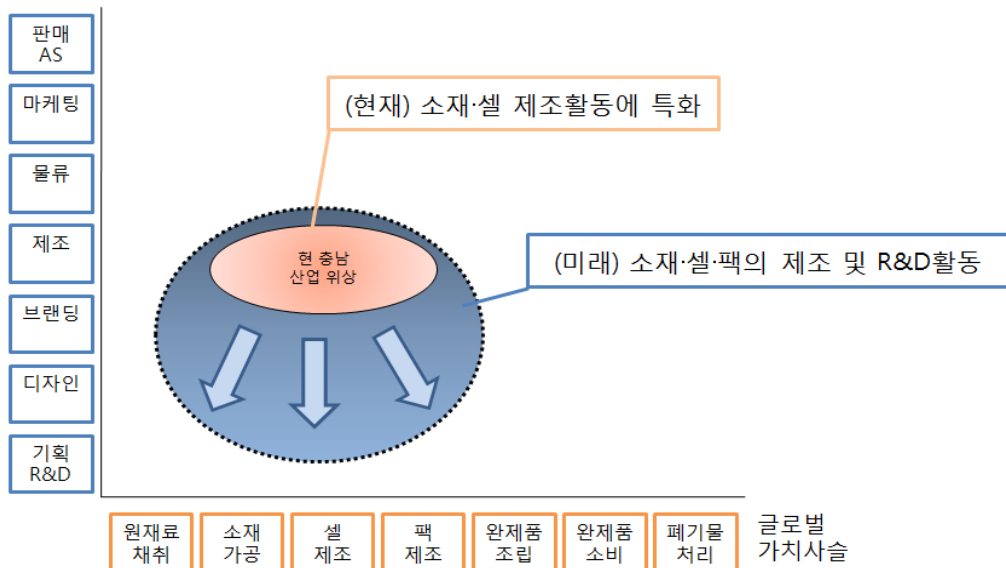 판매
AS
마케팅
물류
제조
브랜딩
디자인
기획
R&D
(현재) 소재·셀 제조활동에 특화
현 충남
산업 위상
(미래) 소재·셀·팩의 제조 및 R&D활동
원재료
채취
소재
가공
셀
제조
팩
제조
완제품
조립
완제품
소비
폐기물
처리
글로벌
가치사슬